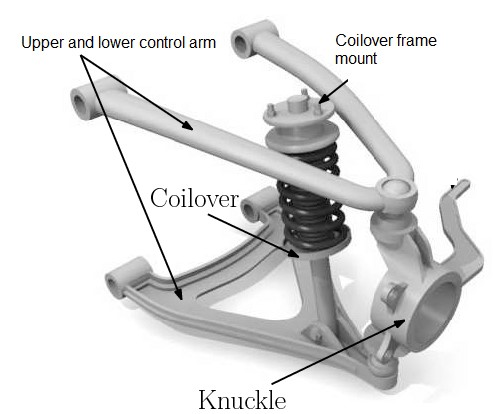 Upper and lower control arm
Coilover frame
mount
Coilover
Knuckle